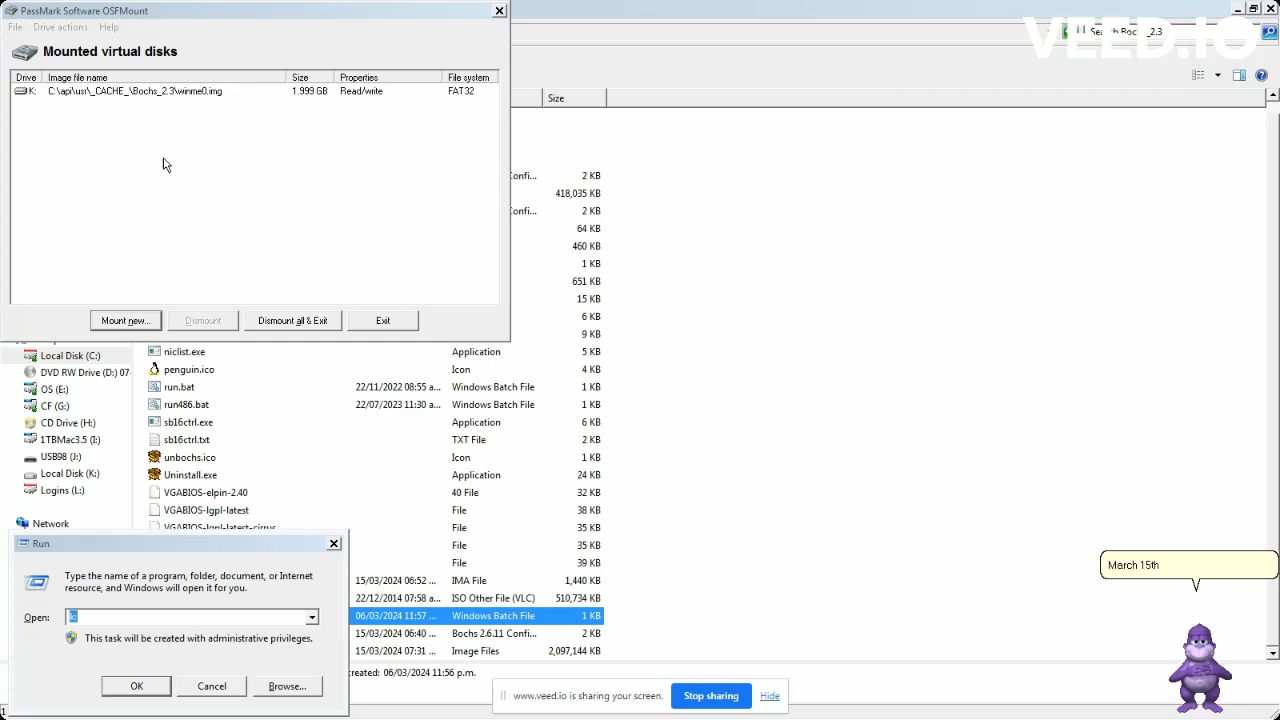 PassMark Software OSFMount
File Drive actions Help
Mounted virtual disks
Drive Image file name Size Properties File system
K: C:\api\usr\_CACHE_\Bochs_2.3\winme0.img 1.999 GB Read/write FAT32
Mount new... Dismount Dismount all & Exit Exit
VEED.IO
Search Bochs_2.3
Size
Confi... 2 KB
418,035 KB
Confi... 2 KB
64 KB
460 KB
1 KB
651 KB
15 KB
6 KB
9 KB
Local Disk (C:)
DVD RW Drive (D:) 07-
OS (E:)
CF (G:)
CD Drive (H:)
1TBMac3.5 (I:)
USB98 (J:)
Local Disk (K:)
Logins (L:)
Network
niclist.exe Application 5 KB
penguin.ico Icon 4 KB
run.bat 22/11/2022 08:55 a... Windows Batch File 1 KB
run486.bat 22/07/2023 11:30 a... Windows Batch File 1 KB
sb16ctrl.exe Application 6 KB
sb16ctrl.txt TXT File 2 KB
unbochs.ico Icon 1 KB
Uninstall.exe Application 24 KB
VGABIOS-elpin-2.40 40 File 32 KB
VGABIOS-lgpl-latest File 38 KB
VGABIOS-lgpl-latest-cirrus File 35 KB
File 35 KB
File 39 KB
15/03/2024 06:52 ... IMA File 1,440 KB
22/12/2014 07:58 a... ISO Other File (VLC) 510,734 KB
06/03/2024 11:57 ... Windows Batch File 1 KB
15/03/2024 06:40 ... Bochs 2.6.11 Confi... 2 KB
15/03/2024 07:31 ... Image Files 2,097,144 KB
created: 06/03/2024 11:56 p.m.
Run
Type the name of a program, folder, document, or Internet
resource, and Windows will open it for you.
Open:
This task will be created with administrative privileges.
OK Cancel Browse...
www.veed.io is sharing your screen. Stop sharing Hide
March 15th